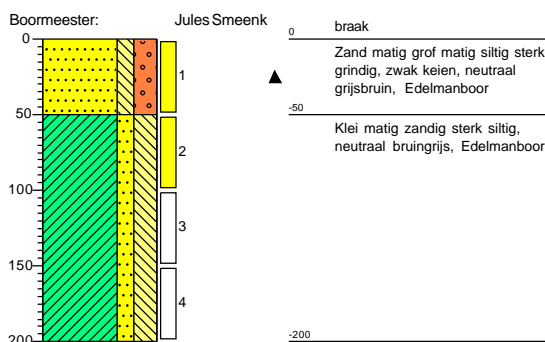 Boormeester: Jules Smeenk
0
50
100
150
200
1
2
3
4
0
braak
Zand matig grof matig siltig sterk
grindig, zwak keien, neutraal
grijsbruin, Edelmanboor
-50
Klei matig zandig sterk siltig,
neutraal bruingrijs, Edelmanboor
-200